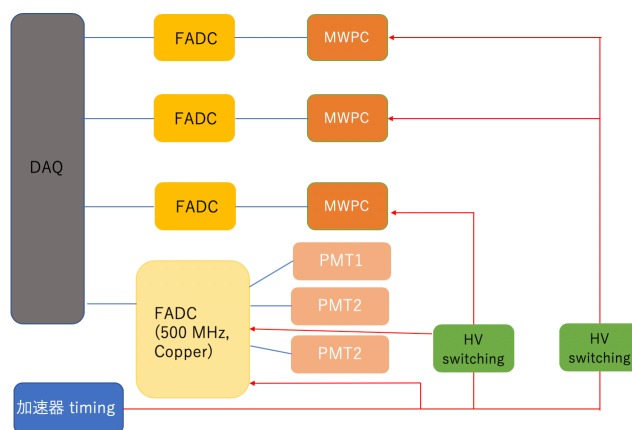 FADC
MWPC
FADC
MWPC
DAQ
FADC
MWPC
PMT1
FADC
(500 MHz,
Copper)
PMT2
PMT2
HV
switching
HV
switching
加速器 timing